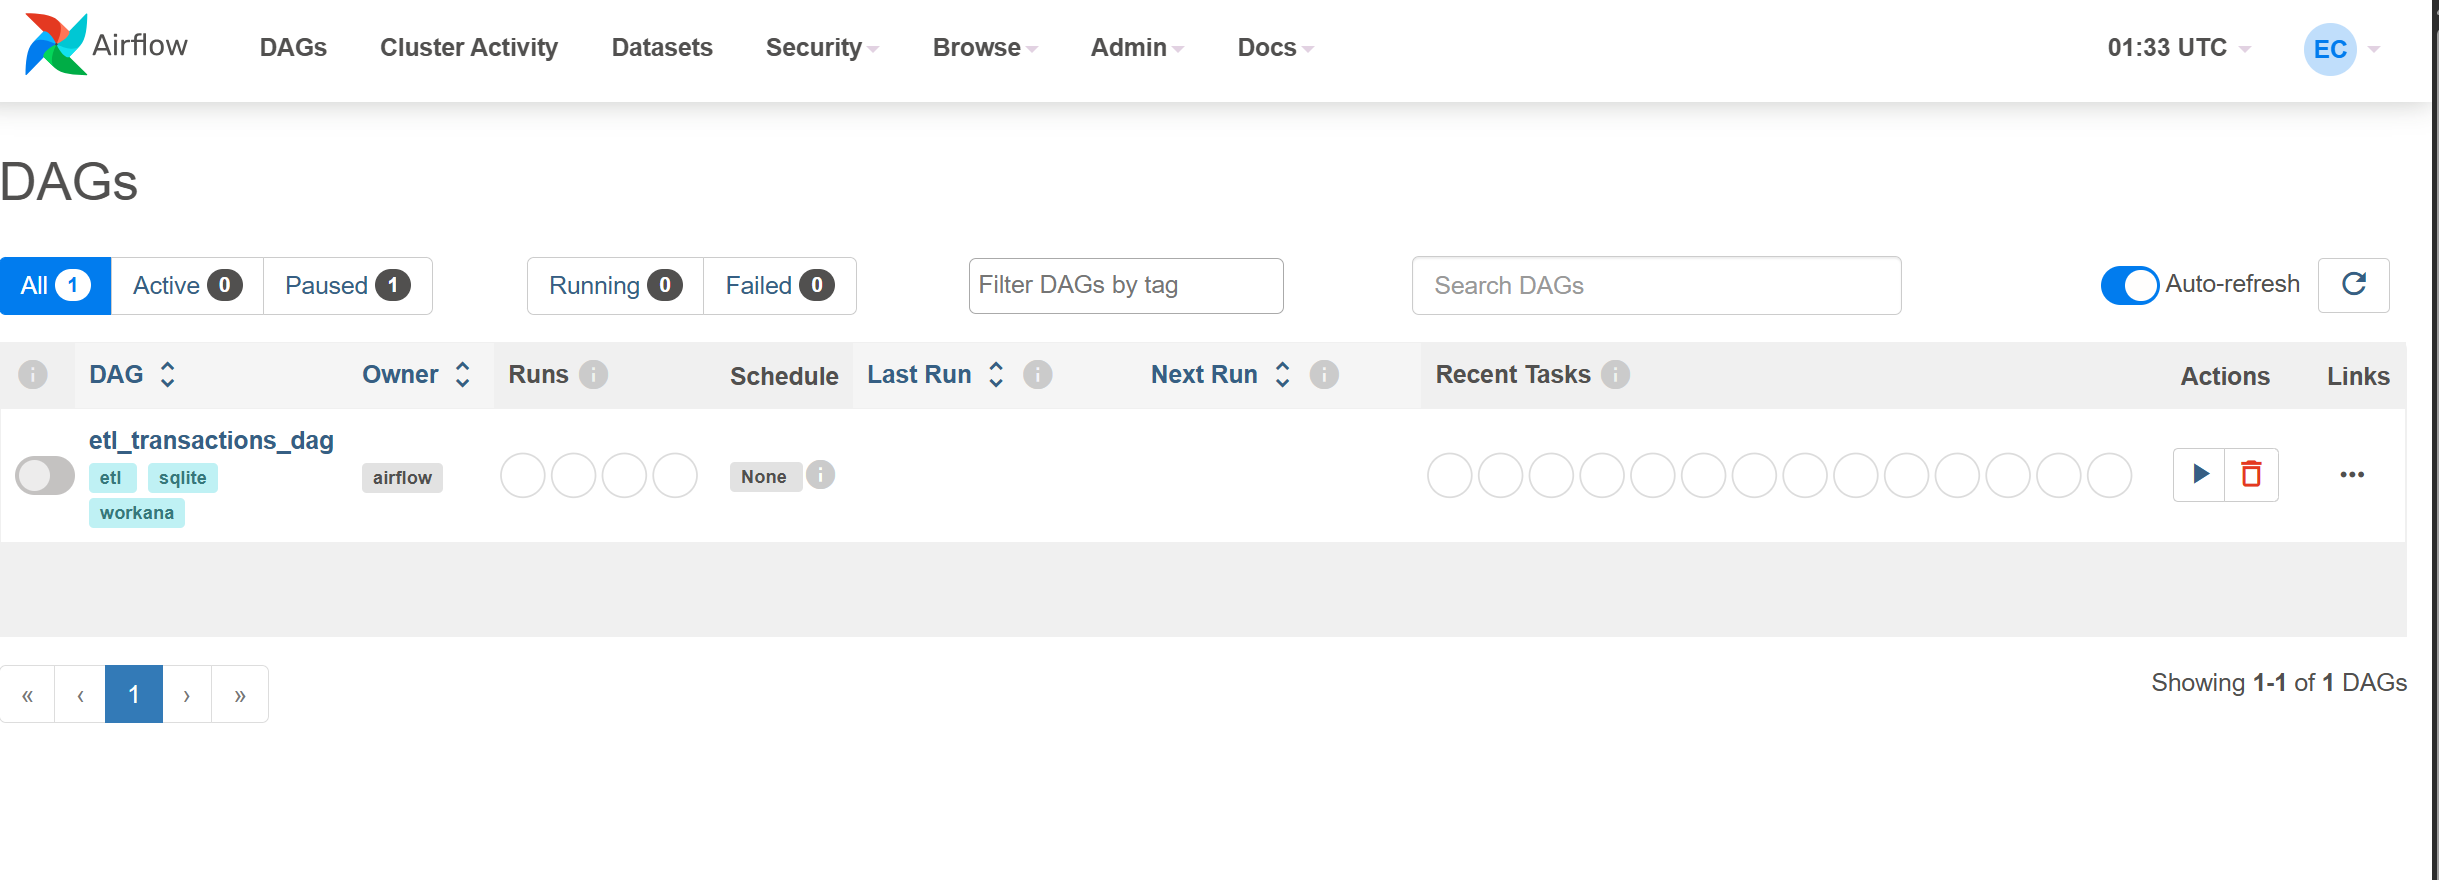 Airflow DAGs Cluster Activity Datasets Security Browse Admin Docs 01:33 UTC EC
DAGs
All 1 Active 0 Paused 1 Running 0 Failed 0 Filter DAGs by tag Search DAGs Auto-refresh
DAG Owner Runs Schedule Last Run Next Run Recent Tasks Actions Links
etl_transactions_dag
etl sqlite airflow None
workana
« ‹ 1 › » Showing 1-1 of 1 DAGs